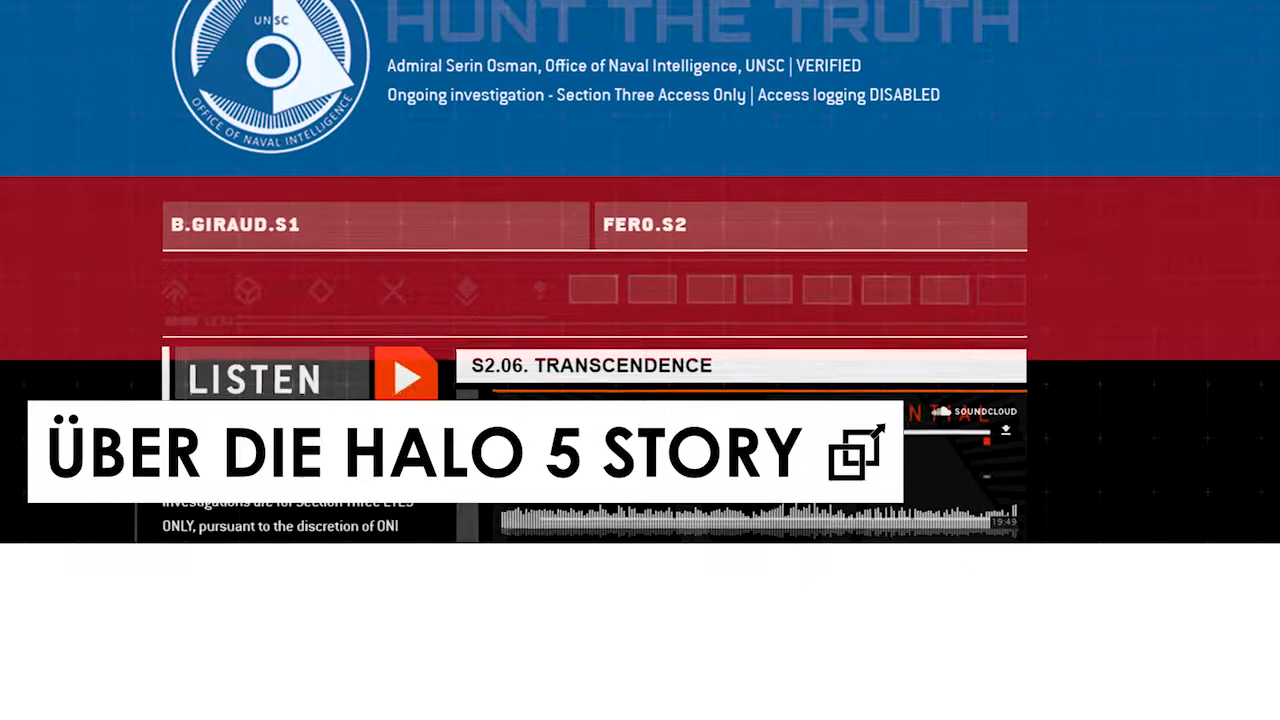 UNSC
OFFICE OF NAVAL INTELLIGENCE
HUNT THE TRUTH
Admiral Serin Osman, Office of Naval Intelligence, UNSC | VERIFIED
Ongoing investigation - Section Three Access Only | Access logging DISABLED
B.GIRAUD.S1
FERO.S2
LISTEN
S2.06. TRANSCENDENCE
SOUNDCLOUD
ÜBER DIE HALO 5 STORY
ONLY, pursuant to the discretion of ONI
19:49